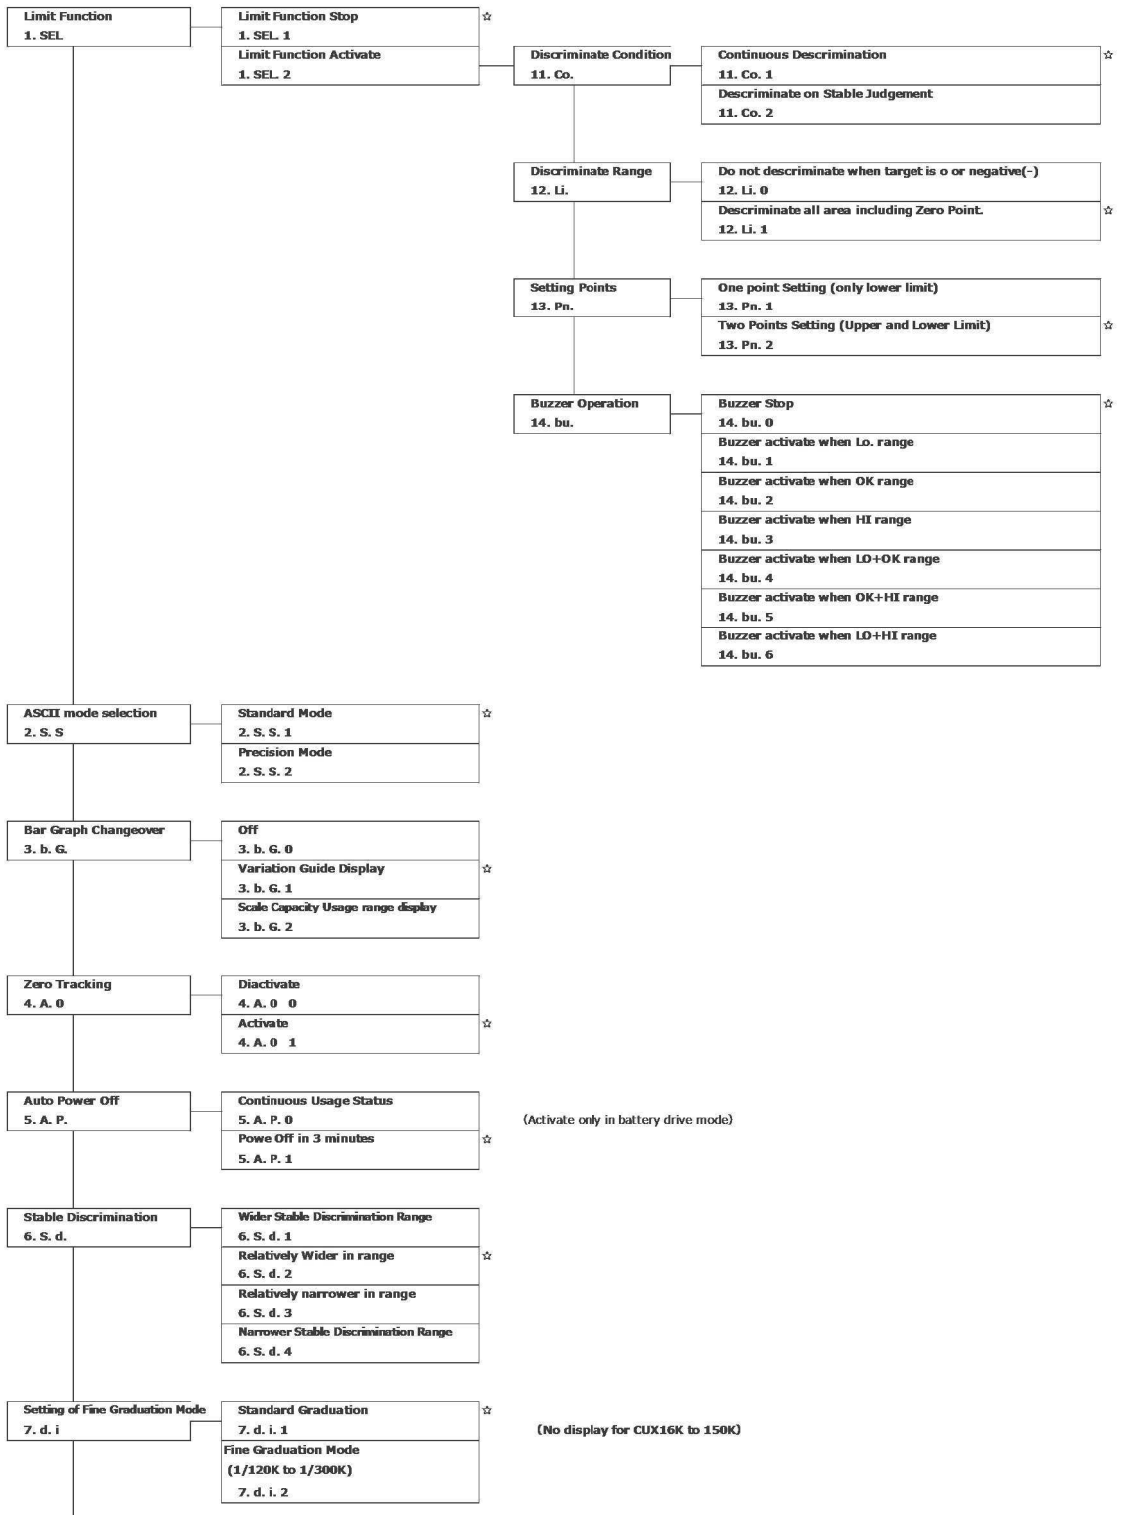 Limit Function
1. SEL
Limit Function Stop ☆
1. SEL. 1
Limit Function Activate
1. SEL. 2
Discriminate Condition
11. Co.
Continuous Descrimination ☆
11. Co. 1
Descriminate on Stable Judgement
11. Co. 2
Discriminate Range
12. Li.
Do not descriminate when target is o or negative(-)
12. Li. 0
Descriminate all area including Zero Point. ☆
12. Li. 1
Setting Points
13. Pn.
One point Setting (only lower limit)
13. Pn. 1
Two Points Setting (Upper and Lower Limit) ☆
13. Pn. 2
Buzzer Operation
14. bu.
Buzzer Stop ☆
14. bu. 0
Buzzer activate when Lo. range
14. bu. 1
Buzzer activate when OK range
14. bu. 2
Buzzer activate when HI range
14. bu. 3
Buzzer activate when LO+OK range
14. bu. 4
Buzzer activate when OK+HI range
14. bu. 5
Buzzer activate when LO+HI range
14. bu. 6
ASCII mode selection
2. S. S
Standard Mode ☆
2. S. S. 1
Precision Mode
2. S. S. 2
Bar Graph Changeover
3. b. G.
Off
3. b. G. 0
Variation Guide Display ☆
3. b. G. 1
Scale Capacity Usage range display
3. b. G. 2
Zero Tracking
4. A. 0
Diactivate
4. A. 0 0
Activate ☆
4. A. 0 1
Auto Power Off
5. A. P.
Continuous Usage Status
5. A. P. 0
(Activate only in battery drive mode)
Powe Off in 3 minutes ☆
5. A. P. 1
Stable Discrimination
6. S. d.
Wider Stable Discrimination Range
6. S. d. 1
Relatively Wider in range ☆
6. S. d. 2
Relatively narrower in range
6. S. d. 3
Narrower Stable Discrimination Range
6. S. d. 4
Setting of Fine Graduation Mode
7. d. i
Standard Graduation ☆
7. d. i. 1
(No display for CUX16K to 150K)
Fine Graduation Mode
(1/120K to 1/300K)
7. d. i. 2